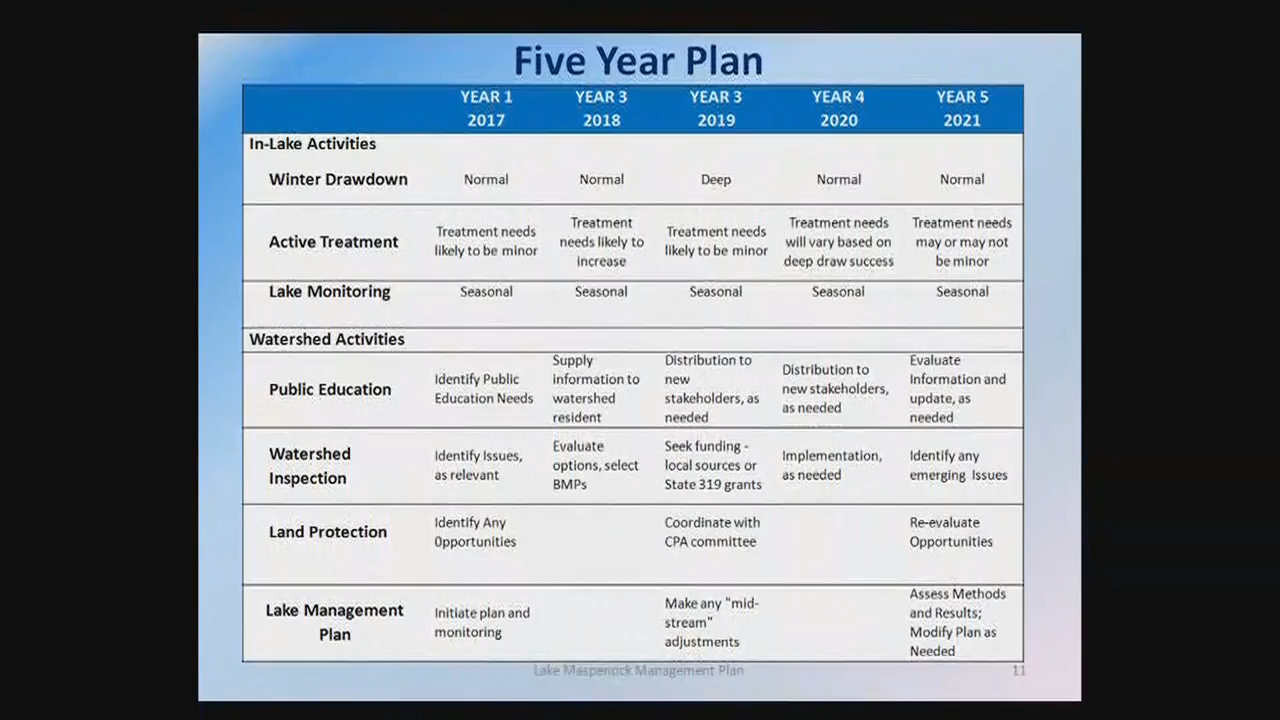 Five Year Plan
YEAR 1 YEAR 3 YEAR 3 YEAR 4 YEAR 5
2017 2018 2019 2020 2021
In-Lake Activities
Winter Drawdown Normal Normal Deep Normal Normal
Active Treatment
Treatment needs
likely to be minor
Treatment
needs likely to
increase
Treatment needs
likely to be minor
Treatment needs
will vary based on
deep draw success
Treatment needs
may or may not
be minor
Lake Monitoring Seasonal Seasonal Seasonal Seasonal Seasonal
Watershed Activities
Public Education
Identify Public
Education Needs
Supply
information to
watershed
resident
Distribution to
new
stakeholders, as
needed
Distribution to
new stakeholders,
as needed
Evaluate
Information and
update, as
needed
Watershed
Inspection
Identify Issues,
as relevant
Evaluate
options, select
BMPs
Seek funding -
local sources or
State 319 grants
Implementation,
as needed
Identify any
emerging Issues
Land Protection
Identify Any
0pportunities
Coordinate with
CPA committee
Re-evaluate
Opportunities
Lake Management
Plan
Initiate plan and
monitoring
Make any "mid-
stream"
adjustments
Assess Methods
and Results;
Modify Plan as
Needed
Lake Maspenock Management Plan 11